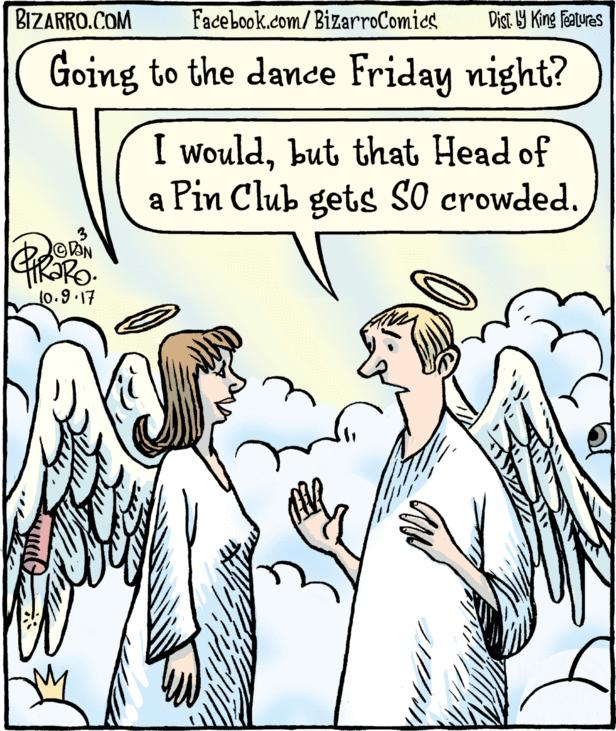 BIZARRO.COM Facebook.com/BizarroComics Dist. by King Features
Going to the dance Friday night?
I would, but that Head of
a Pin Club gets SO crowded.
3
© DAN
PIRARO.
10.9.17